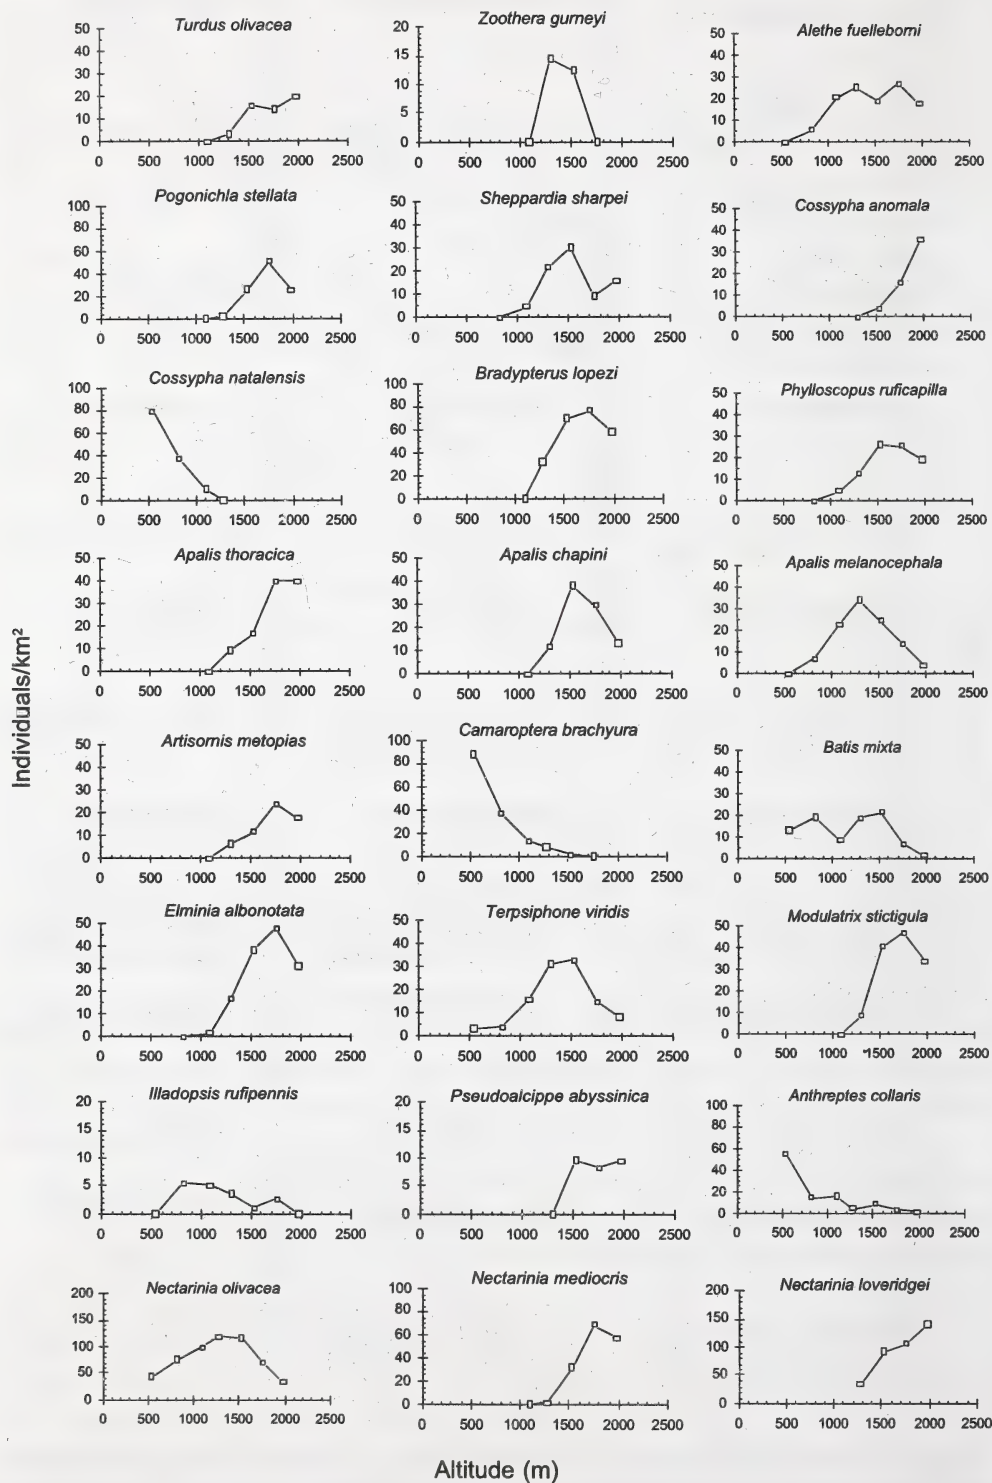 Individuals/km²
Turdus olivacea
50
40
30
20
10
0
0 500 1000 1500 2000 2500
Zoothera gurneyi
20
15
10
5
0
0 500 1000 1500 2000 2500
Alethe fuelleborni
50
40
30
20
10
0
0 500 1000 1500 2000 2500
Pogonichla stellata
100
80
60
40
20
0
0 500 1000 1500 2000 2500
Sheppardia sharpei
50
40
30
20
10
0
0 500 1000 1500 2000 2500
Cossypha anomala
50
40
30
20
10
0
0 500 1000 1500 2000 2500
Cossypha natalensis
100
80
60
40
20
0
0 500 1000 1500 2000 2500
Bradypterus lopezi
100
80
60
40
20
0
0 500 1000 1500 2000 2500
Phylloscopus ruficapilla
50
40
30
20
10
0
0 500 1000 1500 2000 2500
Apalis thoracica
50
40
30
20
10
0
0 500 1000 1500 2000 2500
Apalis chapini
50
40
30
20
10
0
0 500 1000 1500 2000 2500
Apalis melanocephala
50
40
30
20
10
0
0 500 1000 1500 2000 2500
Artisornis metopias
50
40
30
20
10
0
0 500 1000 1500 2000 2500
Camaroptera brachyura
100
80
60
40
20
0
0 500 1000 1500 2000 2500
Batis mixta
50
40
30
20
10
0
0 500 1000 1500 2000 2500
Elminia albonotata
50
40
30
20
10
0
0 500 1000 1500 2000 2500
Terpsiphone viridis
50
40
30
20
10
0
0 500 1000 1500 2000 2500
Modulatrix stictigula
50
40
30
20
10
0
0 500 1000 1500 2000 2500
Illadopsis rufipennis
20
15
10
5
0
0 500 1000 1500 2000 2500
Pseudoalcippe abyssinica
20
15
10
5
0
0 500 1000 1500 2000 2500
Anthreptes collaris
100
80
60
40
20
0
0 500 1000 1500 2000 2500
Nectarinia olivacea
200
150
100
50
0
0 500 1000 1500 2000 2500
Nectarinia mediocris
100
80
60
40
20
0
0 500 1000 1500 2000 2500
Nectarinia loveridgei
200
150
100
50
0
0 500 1000 1500 2000 2500
Altitude (m)